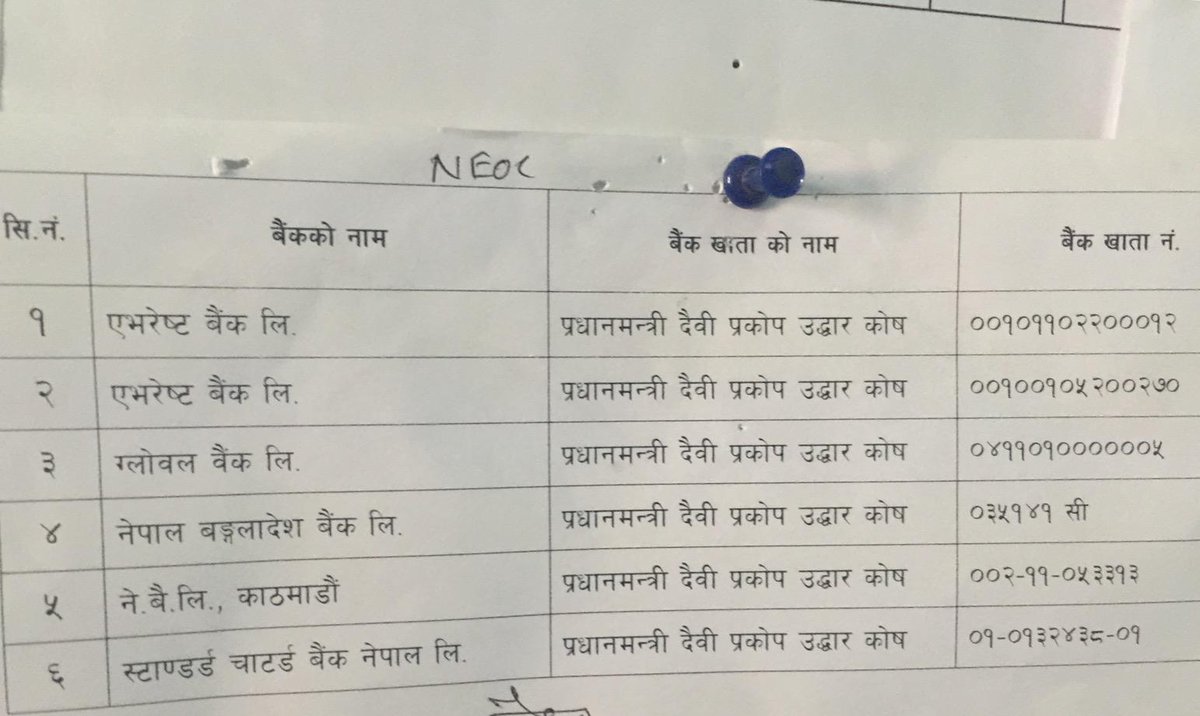 NEOC
सि.नं. बैंकको नाम बैंक खाता को नाम बैंक खाता नं.
१ एभरेष्ट बैंक लि. प्रधानमन्त्री दैवी प्रकोप उद्धार कोष ००१०११०२२०००१२
२ एभरेष्ट बैंक लि. प्रधानमन्त्री दैवी प्रकोप उद्धार कोष ००१००१०५२००२७०
३ ग्लोवल वैंक लि. प्रधानमन्त्री दैवी प्रकोप उद्धार कोष ०४११०१००००००५
४ नेपाल बङ्गलादेश बैंक लि. प्रधानमन्त्री दैवी प्रकोप उद्धार कोष ०३५१४१ सी
५ ने.बै.लि., काठमाडौं प्रधानमन्त्री दैवी प्रकोप उद्धार कोष ००२-११-०५३३१३
६ स्टाण्डर्ड चाटर्ड बैंक नेपाल लि. प्रधानमन्त्री दैवी प्रकोप उद्धार कोष ०१-०१३२४३८-०१